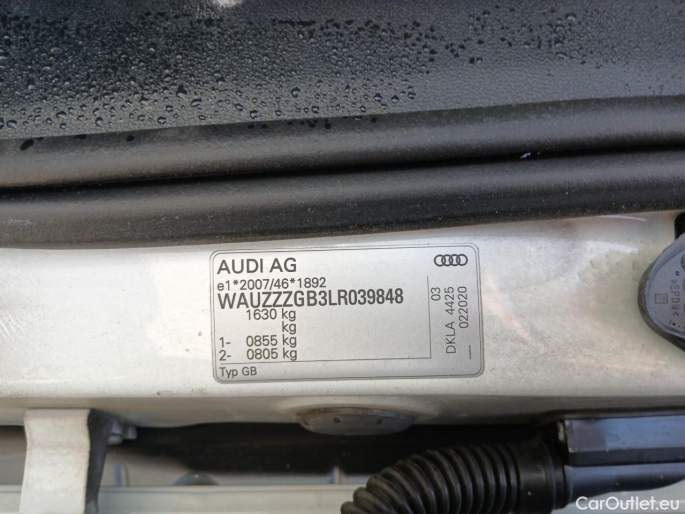 AUDI AG
e1*2007/46*1892
WAUZZZGB3LR039848
1630 kg
kg
1- 0855 kg
2- 0805 kg
Typ GB
03
DKLA 4425
022020
CarOutlet.eu